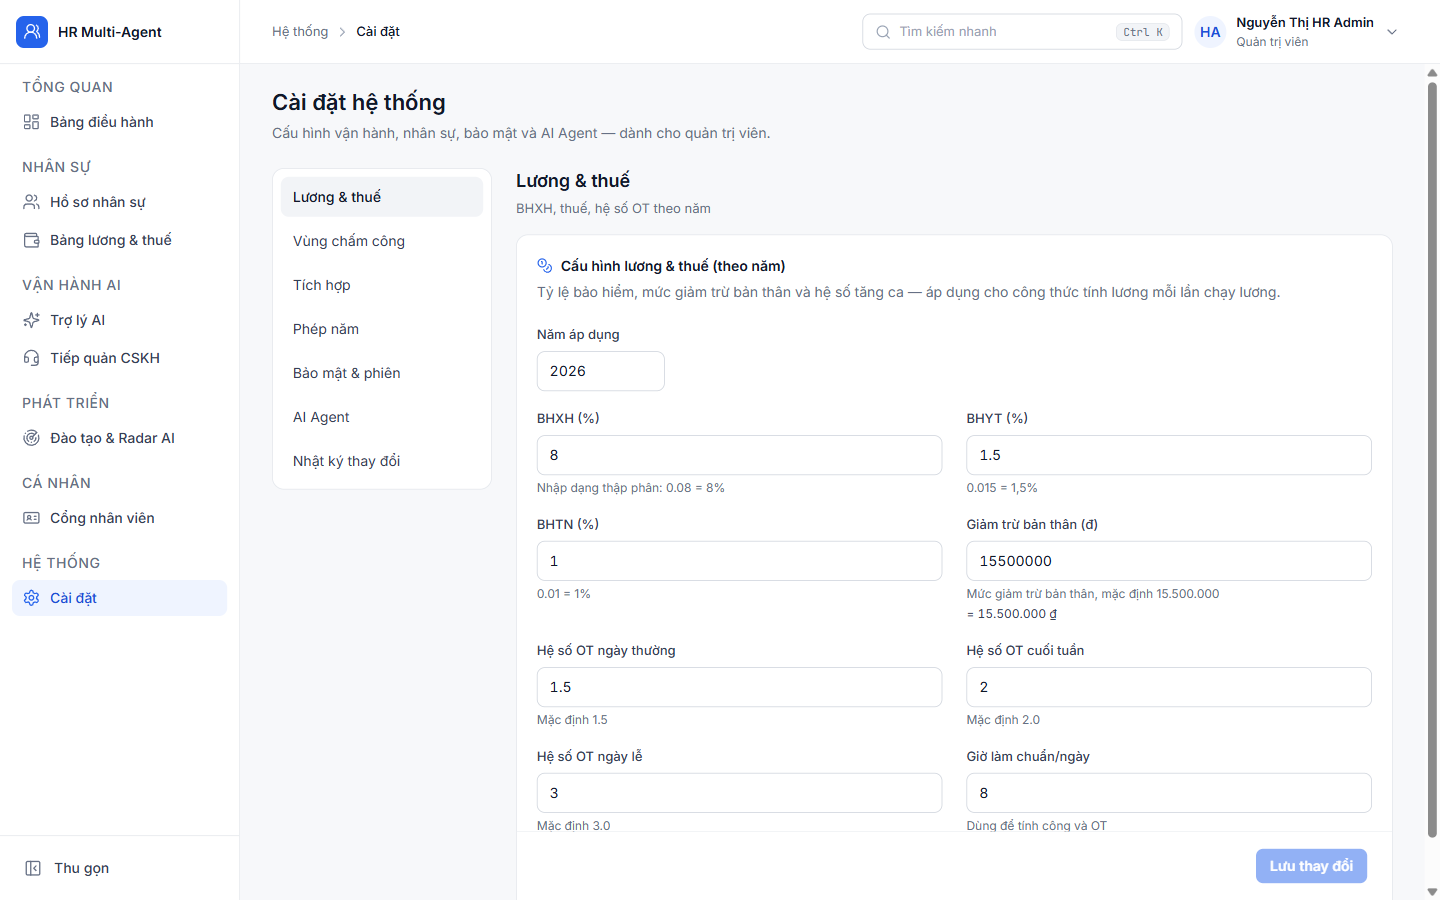 HR Multi-Agent
Hệ thống > Cài đặt
Tìm kiếm nhanh
Ctrl K
HA
Nguyễn Thị HR Admin
Quản trị viên
TỔNG QUAN
Bảng điều hành
NHÂN SỰ
Hồ sơ nhân sự
Bảng lương & thuế
VẬN HÀNH AI
Trợ lý AI
Tiếp quản CSKH
PHÁT TRIỂN
Đào tạo & Radar AI
CÁ NHÂN
Cổng nhân viên
HỆ THỐNG
Cài đặt
Thu gọn
Cài đặt hệ thống
Cấu hình vận hành, nhân sự, bảo mật và AI Agent — dành cho quản trị viên.
Lương & thuế
Vùng chấm công
Tích hợp
Phép năm
Bảo mật & phiên
AI Agent
Nhật ký thay đổi
Lương & thuế
BHXH, thuế, hệ số OT theo năm
Cấu hình lương & thuế (theo năm)
Tỷ lệ bảo hiểm, mức giảm trừ bản thân và hệ số tăng ca — áp dụng cho công thức tính lương mỗi lần chạy lương.
Năm áp dụng
2026
BHXH (%)
8
Nhập dạng thập phân: 0.08 = 8%
BHYT (%)
1.5
0.015 = 1,5%
BHTN (%)
1
0.01 = 1%
Giảm trừ bản thân (đ)
15500000
Mức giảm trừ bản thân, mặc định 15.500.000
= 15.500.000 ₫
Hệ số OT ngày thường
1.5
Mặc định 1.5
Hệ số OT cuối tuần
2
Mặc định 2.0
Hệ số OT ngày lễ
3
Mặc định 3.0
Giờ làm chuẩn/ngày
8
Dùng để tính công và OT
Lưu thay đổi